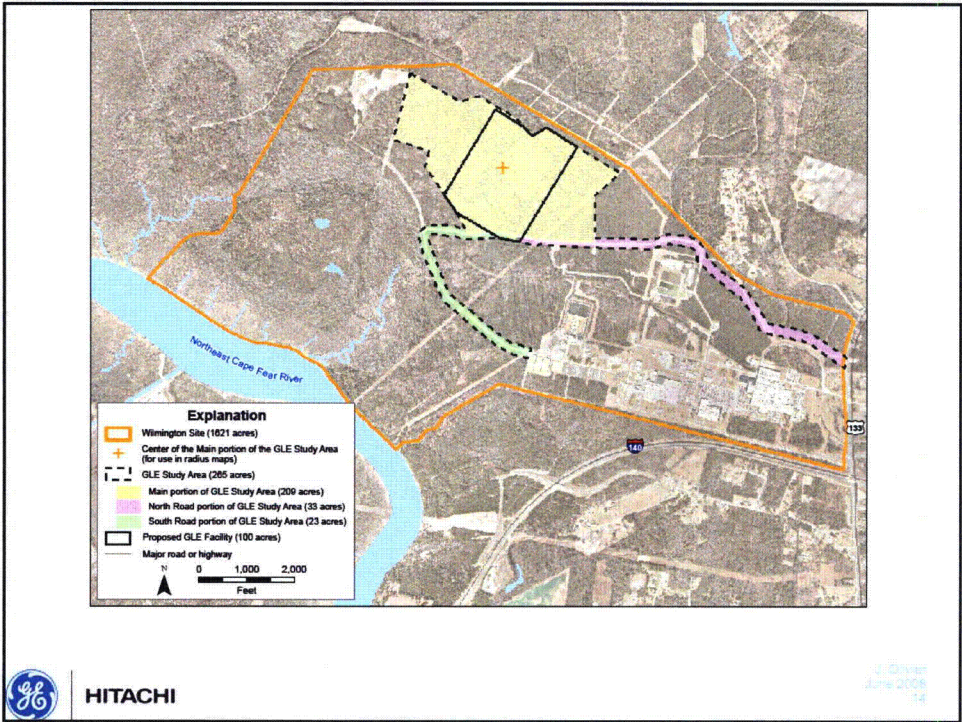 Northeast Cape Fear River
140
133
Explanation
Wilmington Site (1621 acres)
Center of the Main portion of the GLE Study Area
(for use in radius maps)
GLE Study Area (265 acres)
Main portion of GLE Study Area (209 acres)
North Road portion of GLE Study Area (33 acres)
South Road portion of GLE Study Area (23 acres)
Proposed GLE Facility (100 acres)
Major road or highway
N
0 1,000 2,000
Feet
GE
HITACHI
June